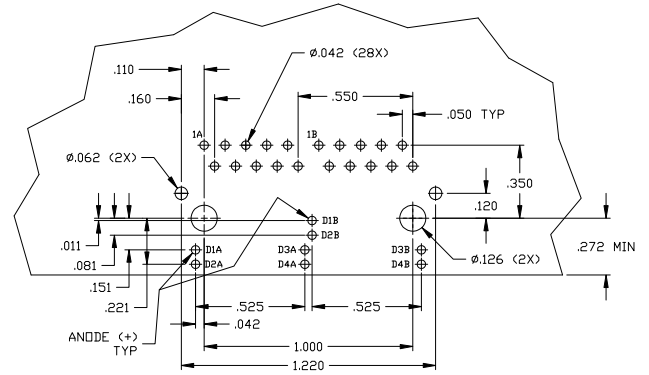 .110
Ø.042 (28X)
.160
.550
.050 TYP
1A
1B
Ø.062 (2X)
.350
.120
D1B
.011
D2B
.272 MIN
.081
D1A
D3A
D3B
Ø.126 (2X)
D2A
D4A
D4B
.151
.221
.525
.525
ANODE (+)
TYP
.042
1.000
1.220